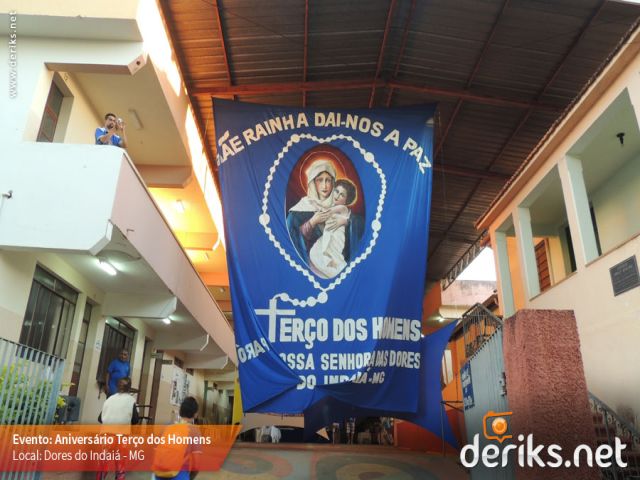 www.deriks.net
MÃE RAINHA DAI-NOS A PAZ
TERÇO DOS HOMENS
NOSSA SENHORA DAS DORES
DO INDAIÁ-MG
Evento: Aniversário Terço dos Homens
Local: Dores do Indaiá - MG
deriks.net